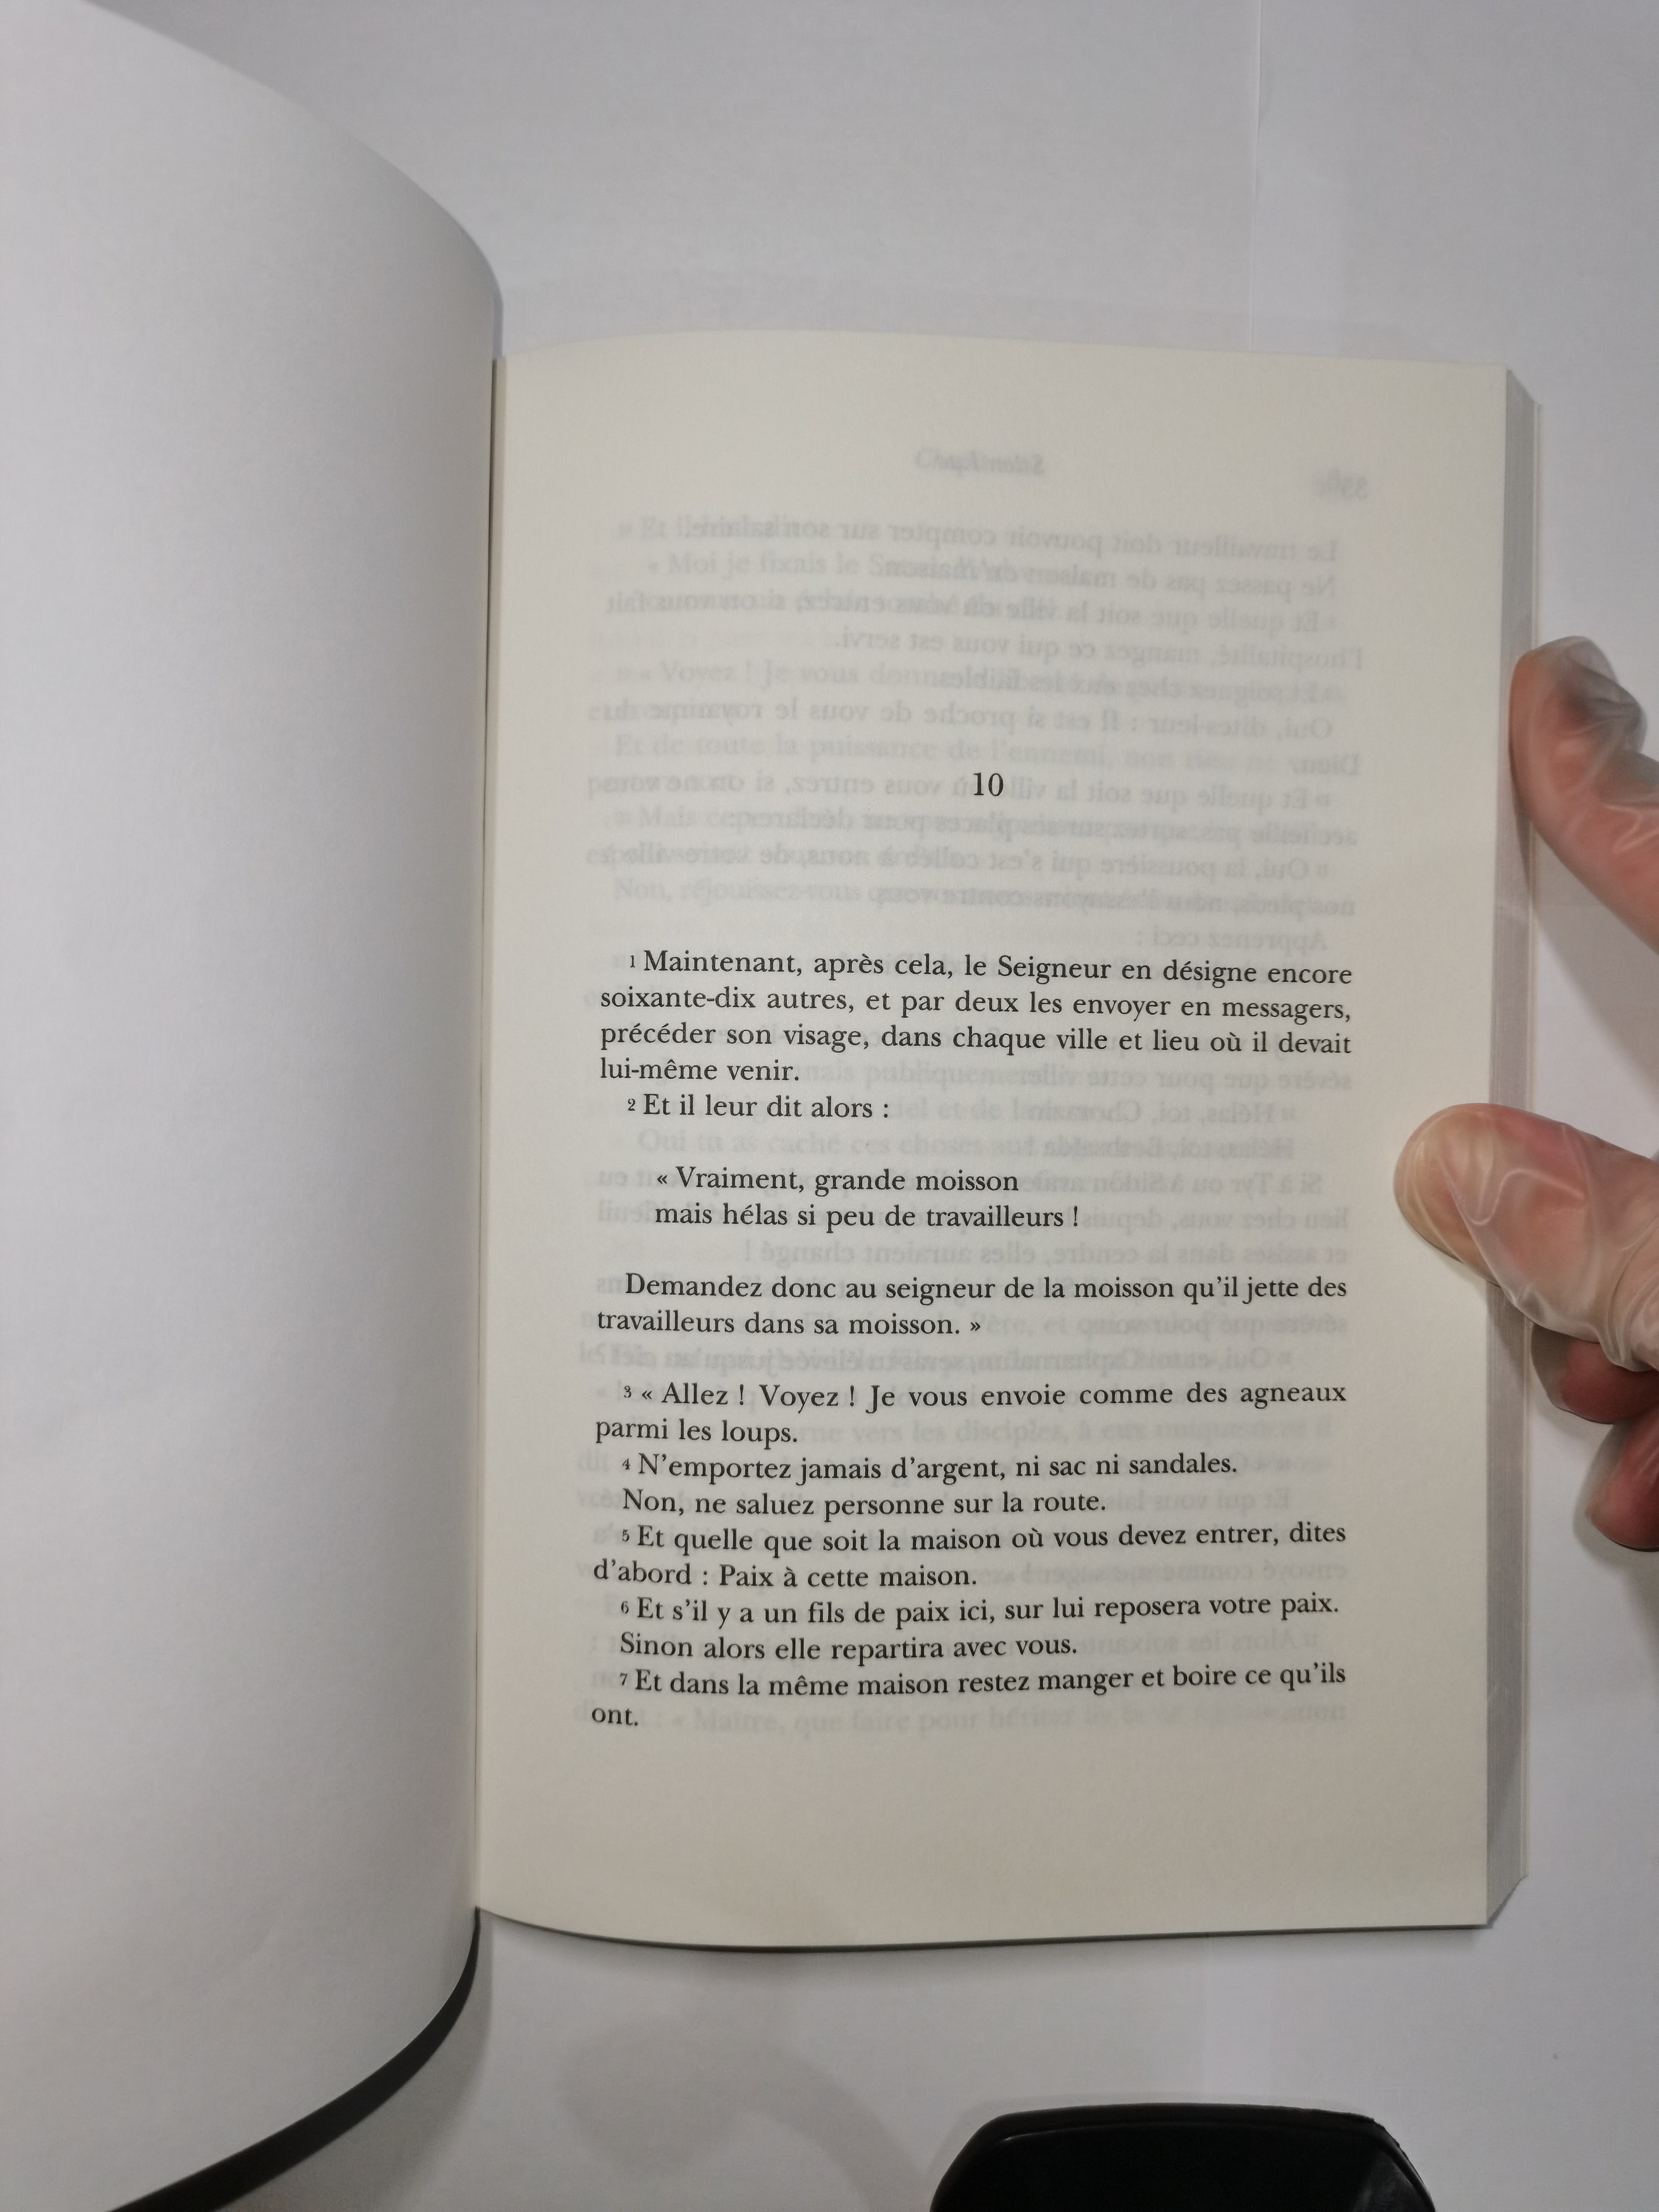 10
1 Maintenant, après cela, le Seigneur en désigne encore
soixante-dix autres, et par deux les envoyer en messagers,
précéder son visage, dans chaque ville et lieu où il devait
lui-même venir.
2 Et il leur dit alors :
« Vraiment, grande moisson
mais hélas si peu de travailleurs !
Demandez donc au seigneur de la moisson qu'il jette des
travailleurs dans sa moisson. »
3 « Allez ! Voyez ! Je vous envoie comme des agneaux
parmi les loups.
4 N'emportez jamais d'argent, ni sac ni sandales.
Non, ne saluez personne sur la route.
5 Et quelle que soit la maison où vous devez entrer, dites
d'abord : Paix à cette maison.
6 Et s'il y a un fils de paix ici, sur lui reposera votre paix.
Sinon alors elle repartira avec vous.
7 Et dans la même maison restez manger et boire ce qu'ils
ont.